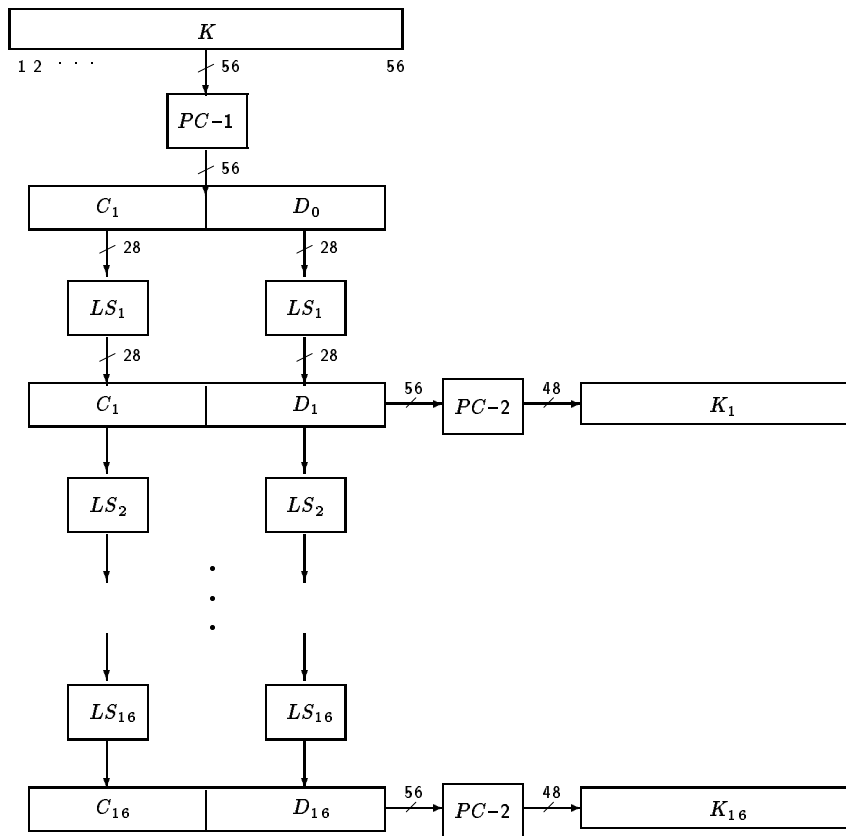 K
1 2 · · · 56 56
PC-1
56
C₁ D₀
28 28
LS₁ LS₁
28 28
C₁ D₁ 56 PC-2 48 K₁
LS₂ LS₂
LS₁₆ LS₁₆
C₁₆ D₁₆ 56 PC-2 48 K₁₆